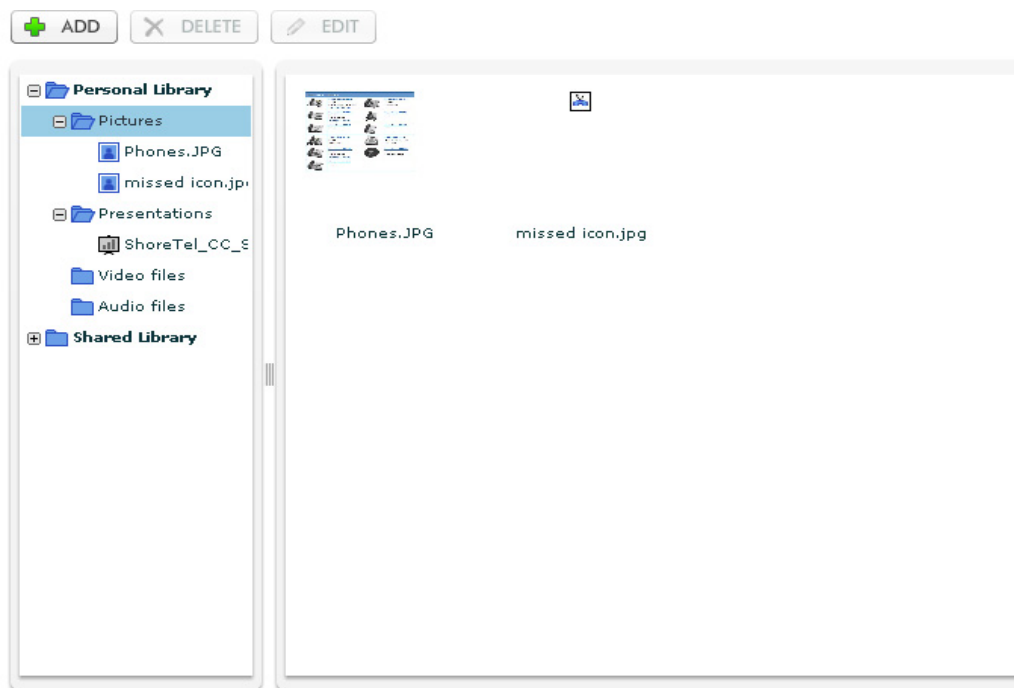 ADD DELETE EDIT
Personal Library
Pictures
Phones.JPG
missed icon.jp
Presentations
ShoreTel_CC_S
Video files
Audio files
Shared Library
Phones.JPG missed icon.jpg